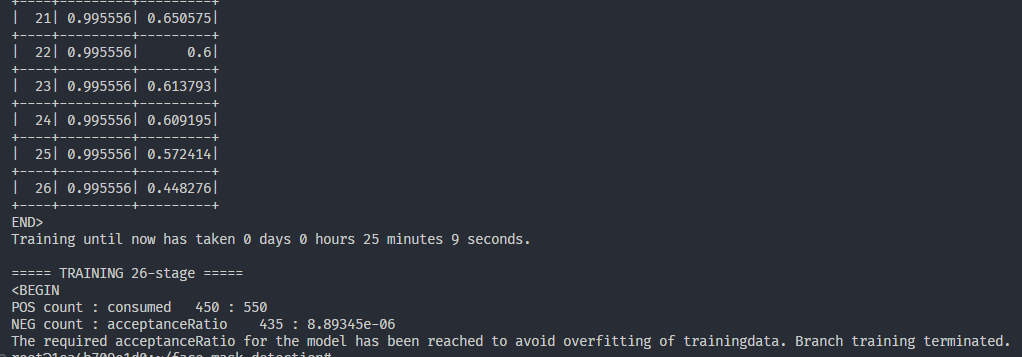 +----+---------+---------+
|  21| 0.995556| 0.650575|
+----+---------+---------+
|  22| 0.995556|      0.6|
+----+---------+---------+
|  23| 0.995556| 0.613793|
+----+---------+---------+
|  24| 0.995556| 0.609195|
+----+---------+---------+
|  25| 0.995556| 0.572414|
+----+---------+---------+
|  26| 0.995556| 0.448276|
+----+---------+---------+
END>
Training until now has taken 0 days 0 hours 25 minutes 9 seconds.
===== TRAINING 26-stage =====
<BEGIN
POS count : consumed   450 : 550
NEG count : acceptanceRatio    435 : 8.89345e-06
The required acceptanceRatio for the model has been reached to avoid overfitting of trainingdata. Branch training terminated.